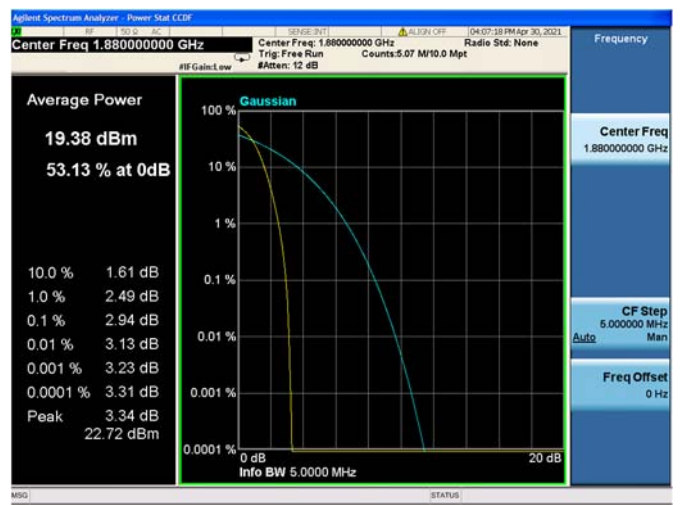 Agilent Spectrum Analyzer - Power Stat CCDF
RF 50 Ω AC SENSE:INT ALIGN OFF 04:07:18 PM Apr 30, 2021
Center Freq 1.880000000 GHz
Center Freq: 1.880000000 GHz Radio Std: None
Trig: Free Run Counts:5.07 M/10.0 Mpt
#IFGain:Low #Atten: 12 dB
Frequency
Average Power
19.38 dBm
53.13 % at 0dB
10.0 % 1.61 dB
1.0 % 2.49 dB
0.1 % 2.94 dB
0.01 % 3.13 dB
0.001 % 3.23 dB
0.0001 % 3.31 dB
Peak 3.34 dB
22.72 dBm
Gaussian
100 %
10 %
1 %
0.1 %
0.01 %
0.001 %
0.0001 %
0 dB 20 dB
Info BW 5.0000 MHz
Center Freq
1.880000000 GHz
CF Step
5.000000 MHz
Auto Man
Freq Offset
0 Hz
MSG STATUS